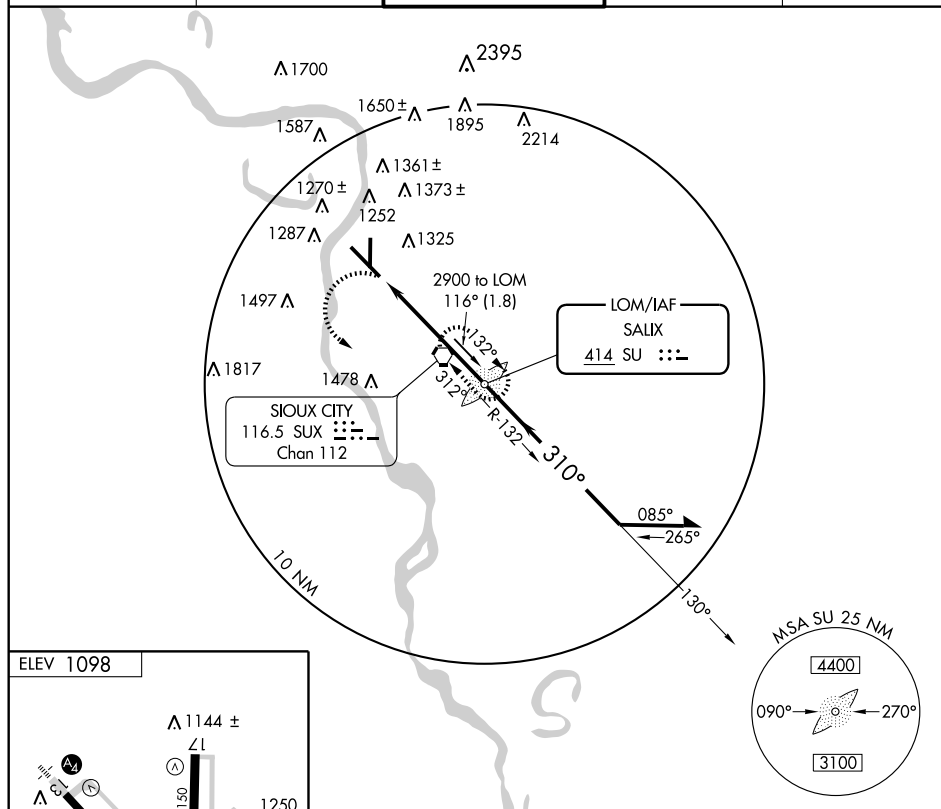 2395
1700
1650 ±
1895
2214
1587
1361 ±
1373 ±
1270 ±
1252
1287
1325
2900 to LOM
116° (1.8)
1497
LOM/IAF
SALIX
414 SU
132°
1817
1478
312°
SIOUX CITY
116.5 SUX
Chan 112
R-132
310°
085°
265°
10 NM
130°
MSA SU 25 NM
4400
090°
270°
3100
ELEV 1098
1144 ±
17
A4
V
V
13
150
1250